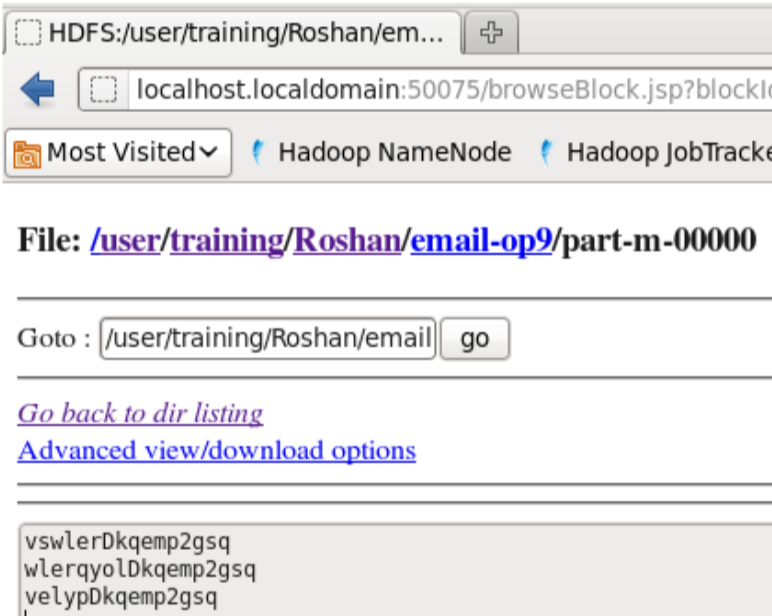 HDFS:/user/training/Roshan/em...
localhost.localdomain:50075/browseBlock.jsp?blockI
Most Visited Hadoop NameNode Hadoop JobTracke
File: /user/training/Roshan/email-op9/part-m-00000
Goto : /user/training/Roshan/email go
Go back to dir listing
Advanced view/download options
vswlerDkqemp2gsq
wlerqyolDkqemp2gsq
velypDkqemp2gsq